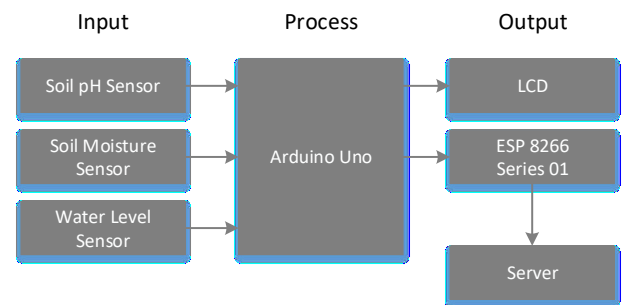 Input
Process
Output
Soil pH Sensor
Soil Moisture
Sensor
Water Level
Sensor
Arduino Uno
LCD
ESP 8266
Series 01
Server